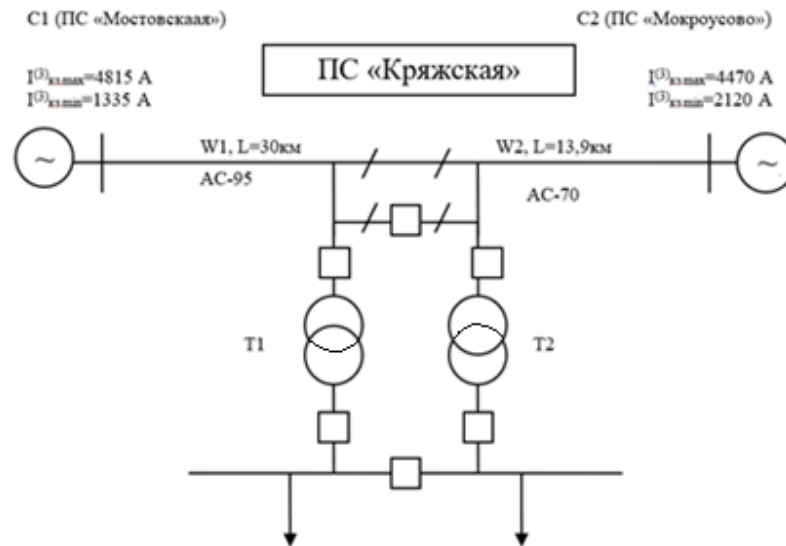 С1 (ПС «Мостовскаая»)
С2 (ПС «Мокроусово»)
ПС «Кряжская»
I⁽³⁾кз.max=4815 А
I⁽³⁾кз.min=1335 А
I⁽³⁾кз.max=4470 А
I⁽³⁾кз.min=2120 А
~
~
W1, L=30км
W2, L=13,9км
АС-95
АС-70
Т1
Т2